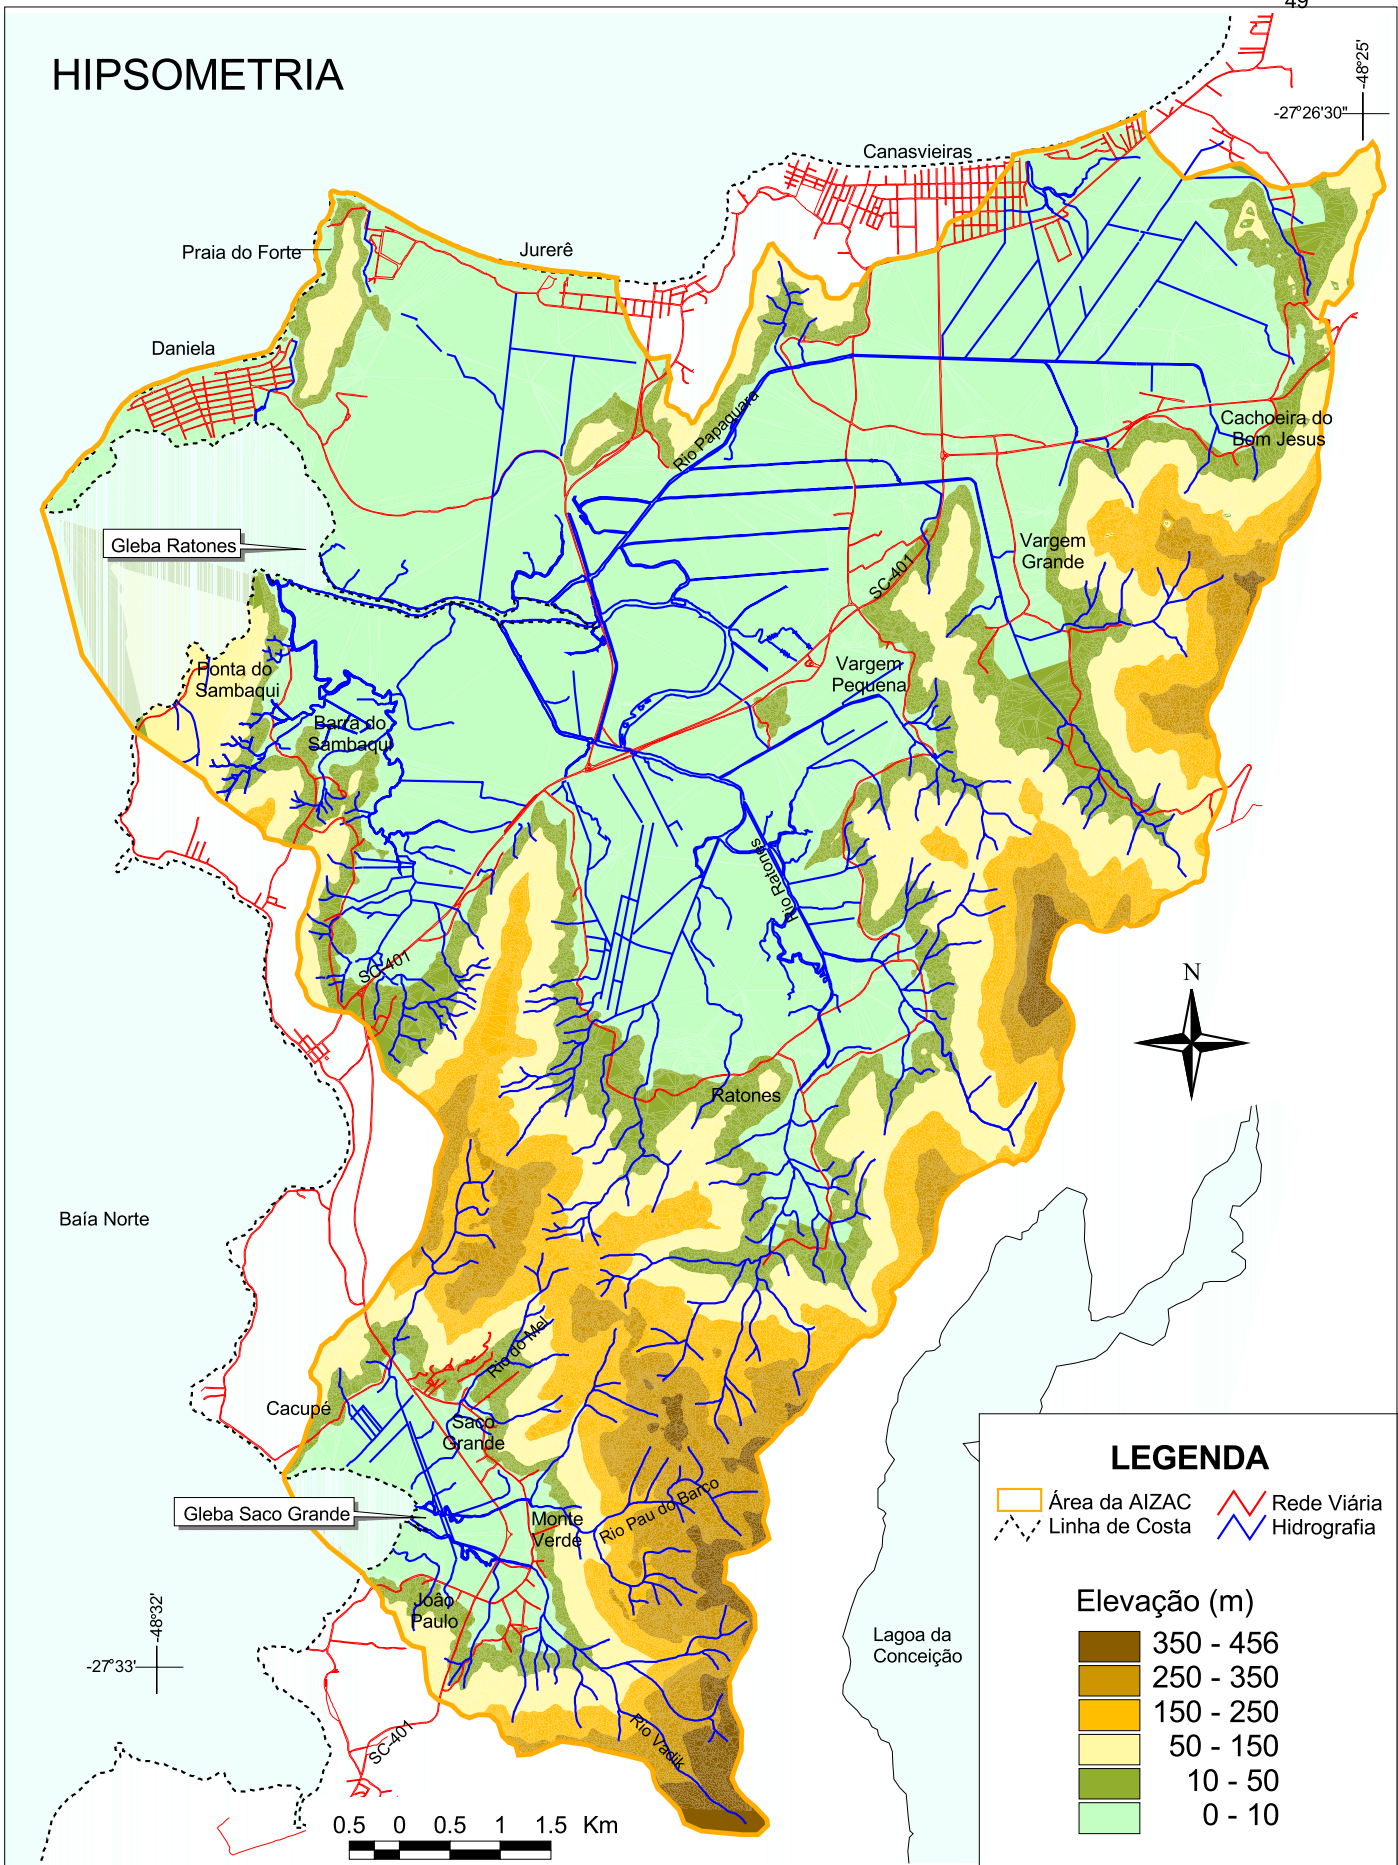 49
HIPSOMETRIA
-48°25'
-27°26'30"
Canasvieiras
Praia do Forte
Jurerê
Daniela
Rio Papaquara
Cachoeira do
Bom Jesus
Gleba Ratones
SC-401
Vargem
Grande
Ponta do
Sambaqui
Vargem
Pequena
Barra do
Sambaqui
Rio Ratones
SC-401
N
Ratones
Baía Norte
Rio do Mel
Cacupé
Saco
Grande
Gleba Saco Grande
Monte
Verde
Rio Pau do Barco
João
Paulo
-48°32'
-27°33'
Lagoa da
Conceição
Rio Vadik
SC-401
0.5 0 0.5 1 1.5 Km
LEGENDA
Área da AIZAC
Rede Viária
Linha de Costa
Hidrografia
Elevação (m)
350 - 456
250 - 350
150 - 250
50 - 150
10 - 50
0 - 10